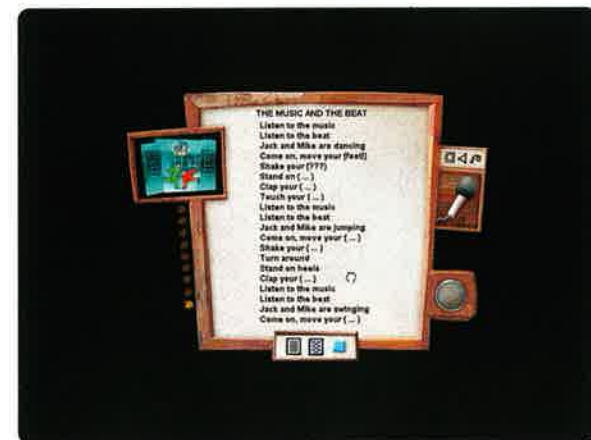 THE MUSIC AND THE BEAT
Listen to the music
Listen to the beat
Jack and Mike are dancing
Come on, move your (feet!)
Shake your (???)
Stand on (...)
Clap your (...)
Touch your (...)
Listen to the music
Listen to the beat
Jack and Mike are jumping
Come on, move your (...)
Shake your (...)
Turn around
Stand on heels
Clap your (...)
Listen to the music
Listen to the beat
Jack and Mike are swinging
Come on, move your (...)